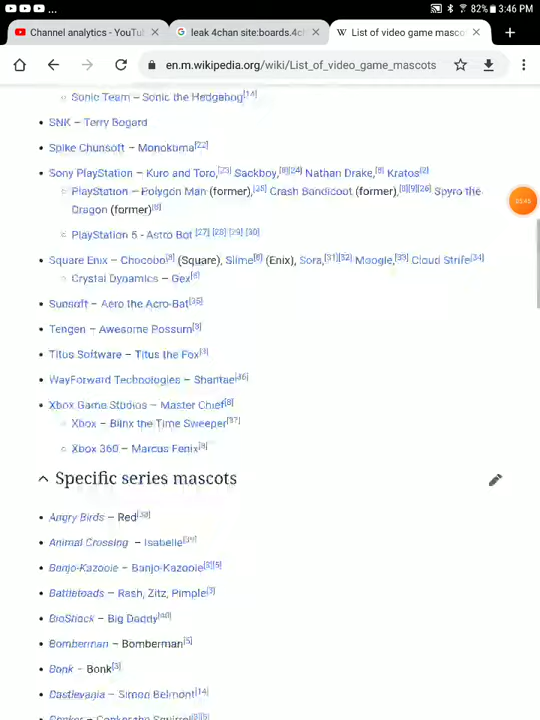 82% 3:46 PM
Channel analytics - YouTu
leak 4chan site:boards.4c
List of video game masco
en.m.wikipedia.org/wiki/List_of_video_game_mascots
Sonic Team – Sonic the Hedgehog[14]
SNK – Terry Bogard
Spike Chunsoft – Monokuma[22]
Sony PlayStation – Kuro and Toro,[23] Sackboy,[8][24] Nathan Drake,[8] Kratos[2]
PlayStation – Polygon Man (former),[25] Crash Bandicoot (former),[8][9][26] Spyro the
Dragon (former)[8]
PlayStation 5 - Astro Bot [27] [28] [29] [30]
Square Enix – Chocobo[3] (Square), Slime[8] (Enix), Sora,[31][32] Moogle,[33] Cloud Strife[34]
Crystal Dynamics – Gex[8]
Sunsoft – Aero the Acro-Bat[35]
Tengen – Awesome Possum[3]
Titus Software – Titus the Fox[3]
WayForward Technologies – Shantae[36]
Xbox Game Studios – Master Chief[8]
Xbox – Blinx the Time Sweeper[37]
Xbox 360 – Marcus Fenix[8]
Specific series mascots
Angry Birds – Red[38]
Animal Crossing – Isabelle[39]
Banjo-Kazooie – Banjo-Kazooie[3][5]
Battletoads – Rash, Zitz, Pimple[3]
BioShock – Big Daddy[40]
Bomberman – Bomberman[5]
Bonk – Bonk[3]
Castlevania – Simon Belmont[14]
Conker – Conker the Squirrel